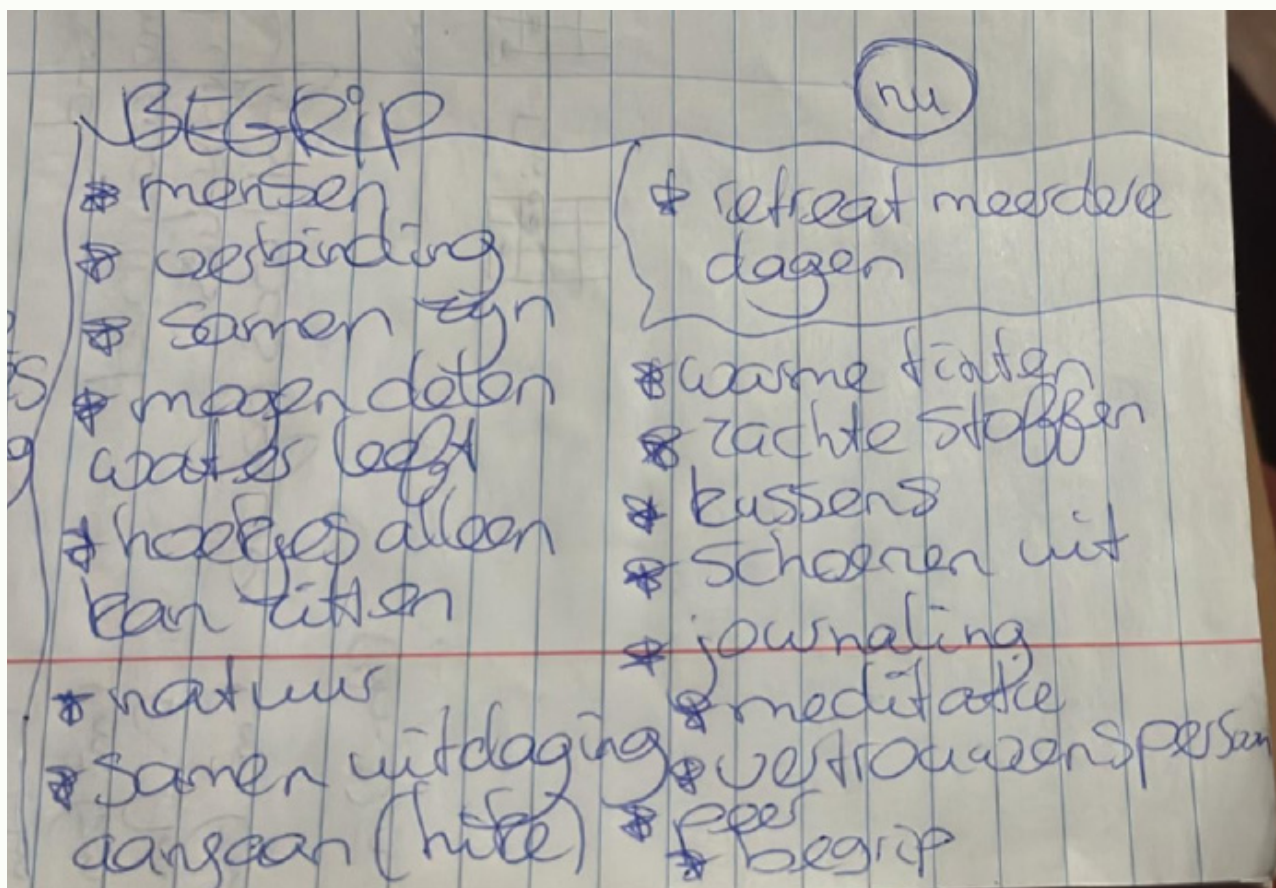 BEGRIP
* mensen
* verbinding
* samen zijn
* mogen delen
wat er leeft
* hoekjes alleen
kan zitten
* natuur
* samen uitdaging
aangaan (hike)
nu
* retreat meerdere
dagen
* warme tinten
* zachte stoffen
* kussens
* schoenen uit
* journaling
* meditatie
* vertrouwenspersoon
* peer
* begrip